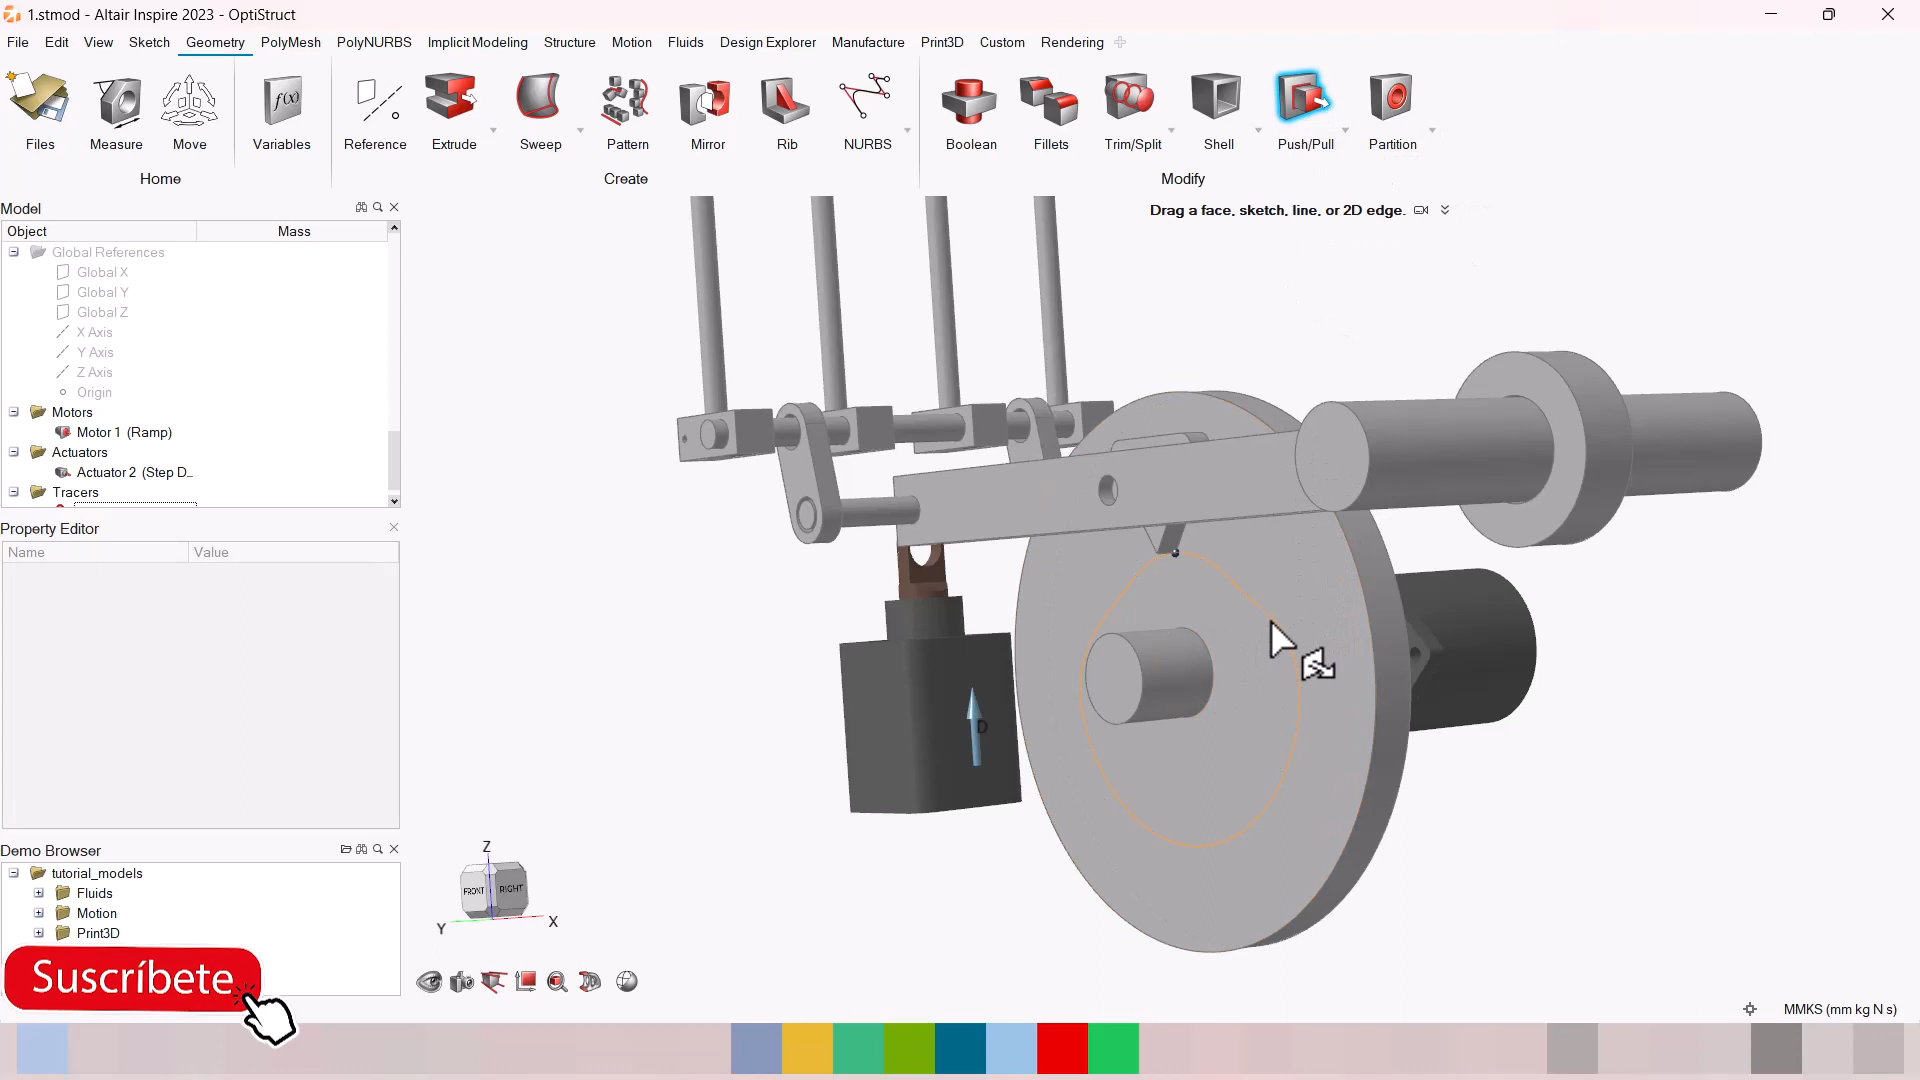 1.stmod - Altair Inspire 2023 - OptiStruct
File Edit View Sketch Geometry PolyMesh PolyNURBS Implicit Modeling Structure Motion Fluids Design Explorer Manufacture Print3D Custom Rendering
f(x)
Files Measure Move Variables Reference Extrude Sweep Pattern Mirror Rib NURBS Boolean Fillets Trim/Split Shell Push/Pull Partition
Home Create Modify
Model
Object Mass
Global References
Global X
Global Y
Global Z
X Axis
Y Axis
Z Axis
Origin
Motors
Motor 1 (Ramp)
Actuators
Actuator 2 (Step D...
Tracers
Property Editor
Name Value
Demo Browser
tutorial_models
Fluids
Motion
Print3D
Suscríbete
Drag a face, sketch, line, or 2D edge.
D
Z
FRONT RIGHT
Y X
MMKS (mm kg N s)